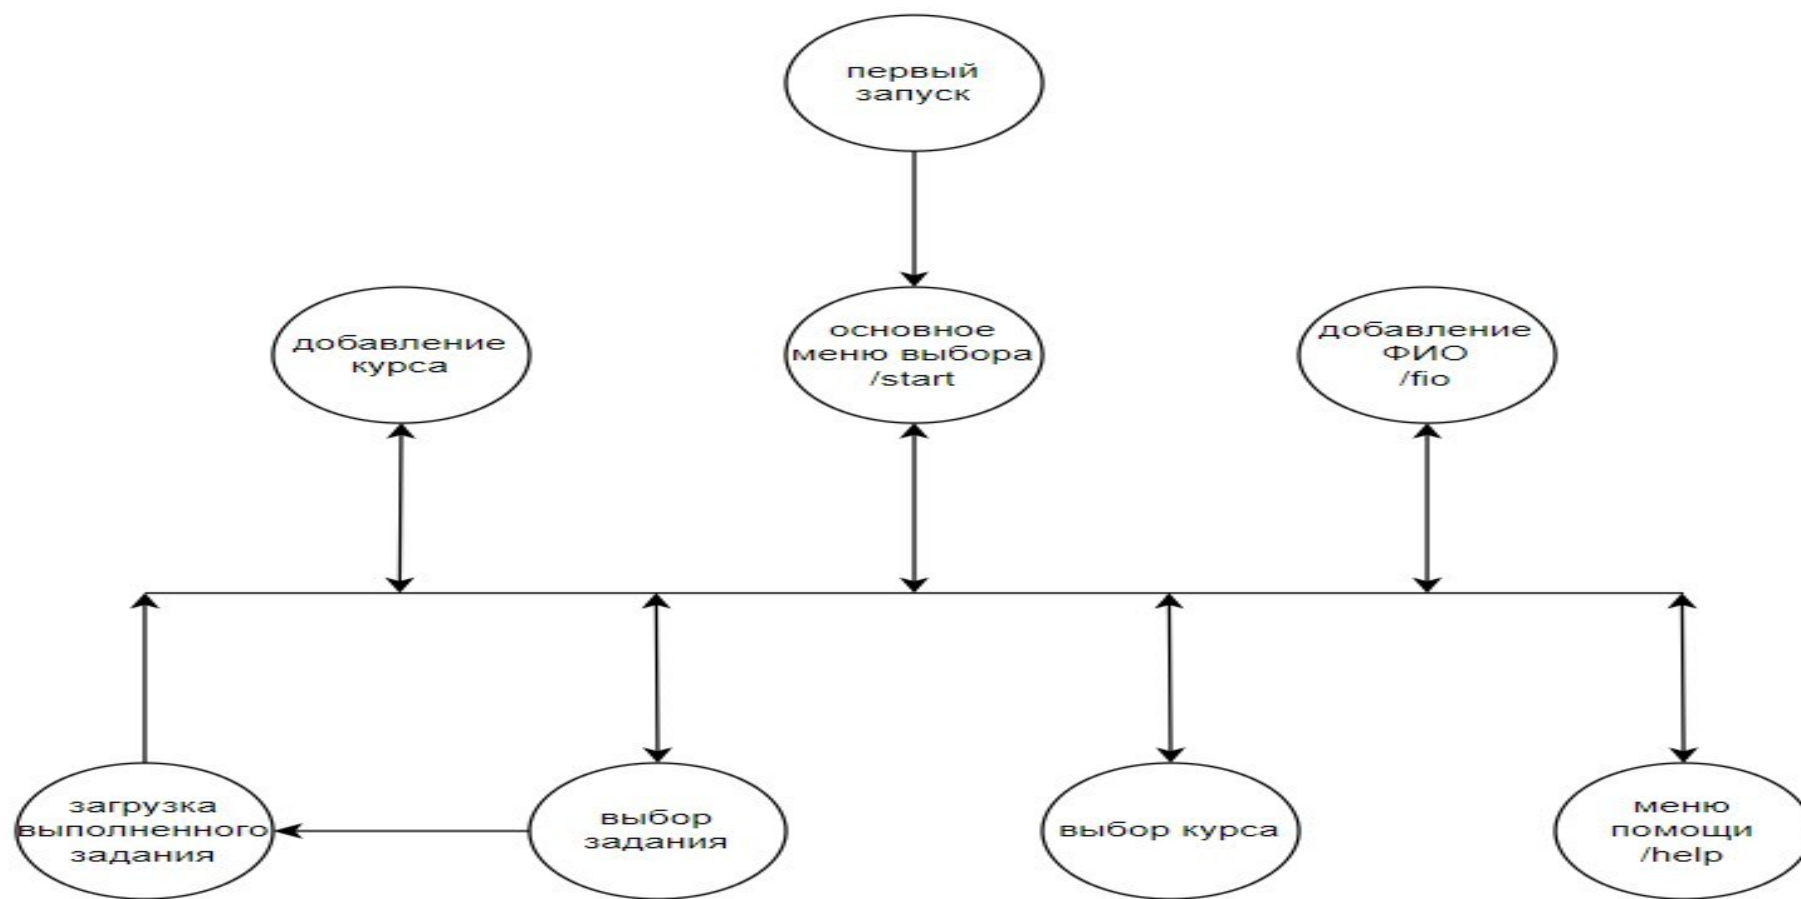 первый
запуск
добавление
курса
основное
меню выбора
/start
добавление
ФИО
/fio
загрузка
выполненного
задания
выбор
задания
выбор курса
меню
помощи
/help